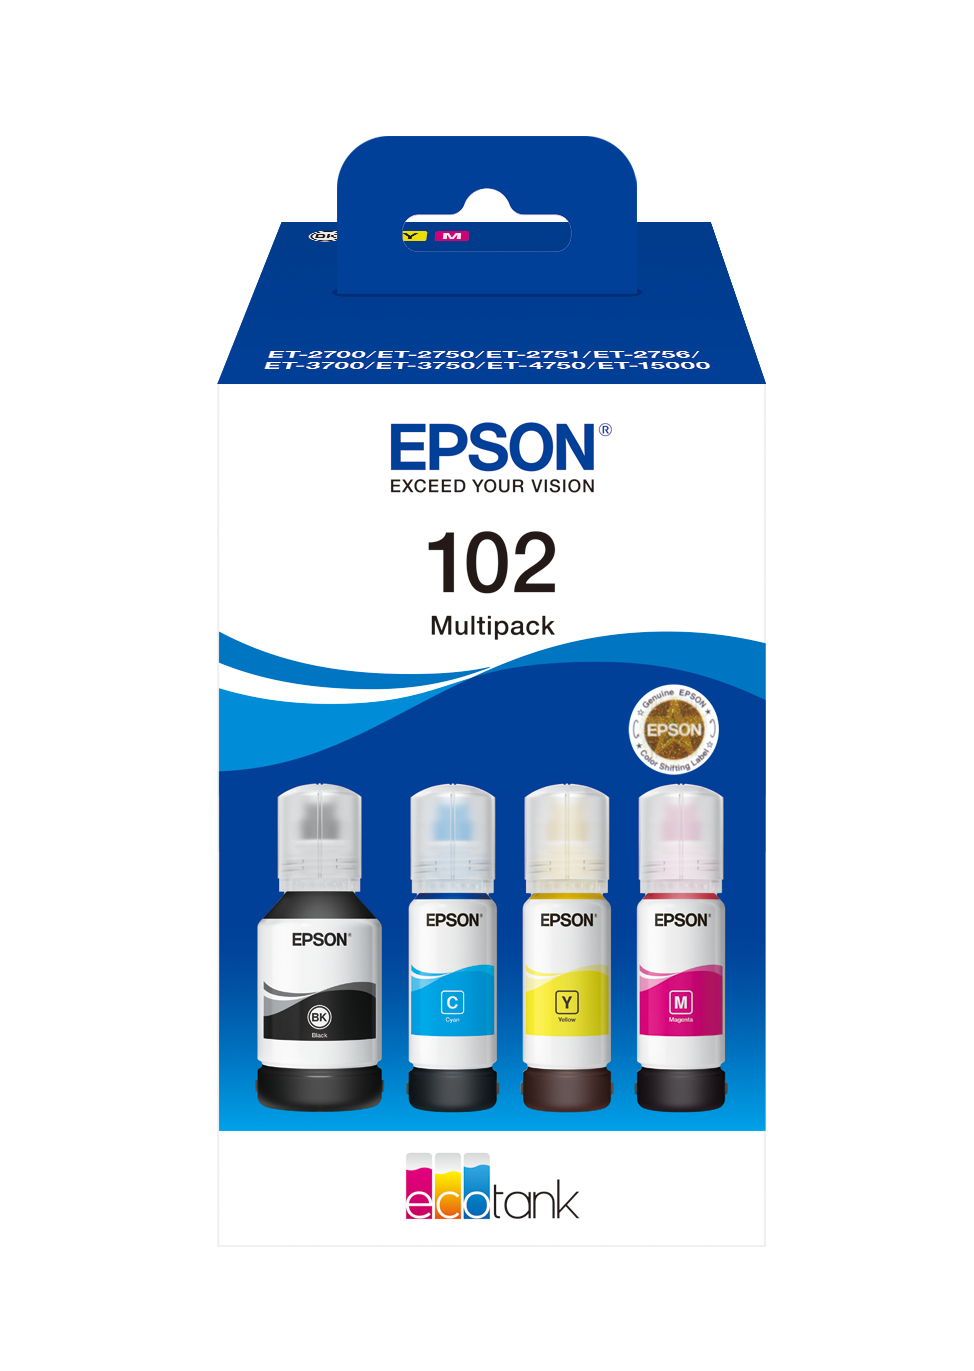 BK Y M
ET-2700/ET-2750/ET-2751/ET-2756/
ET-3700/ET-3750/ET-4750/ET-15000
EPSON®
EXCEED YOUR VISION
102
Multipack
Genuine EPSON
EPSON
Color Shifting Label
EPSON® EPSON® EPSON® EPSON®
BK C Y M
Black Cyan Yellow Magenta
ecotank